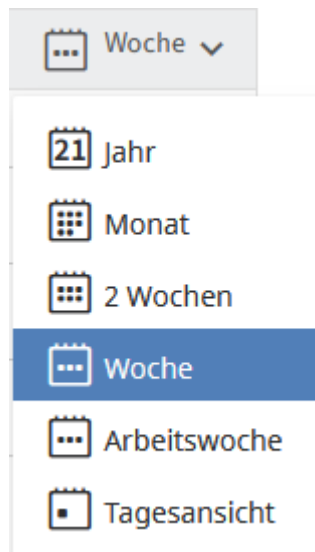 Woche
21 Jahr
Monat
2 Wochen
Woche
Arbeitswoche
Tagesansicht